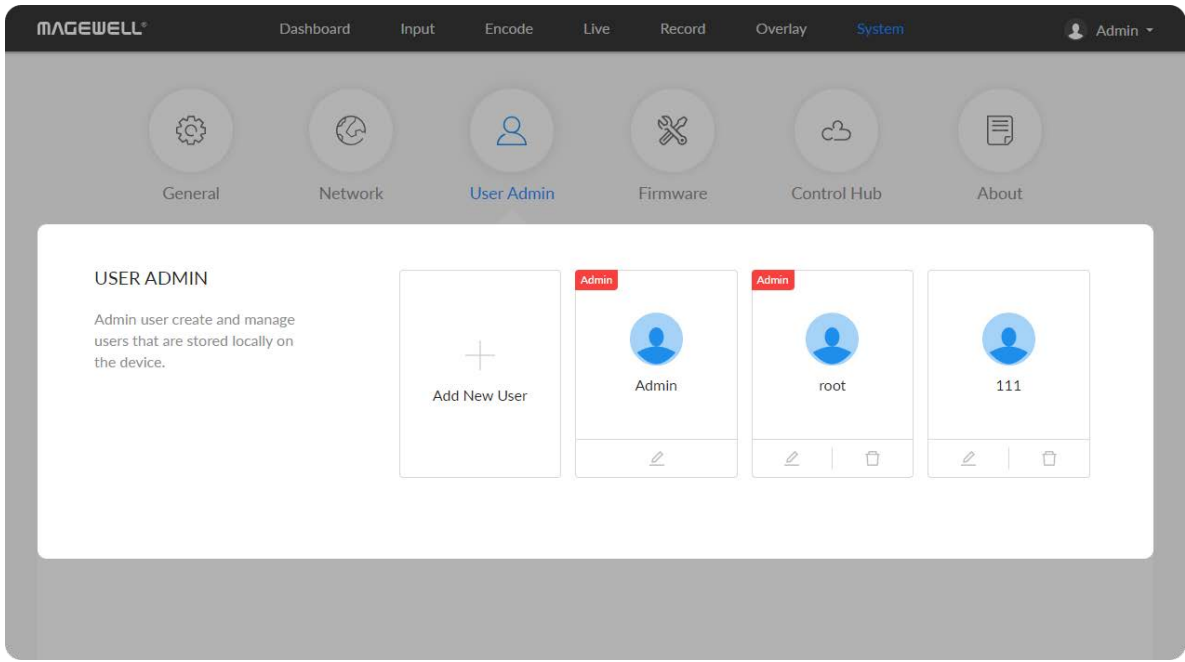 MAGEWELL®
Dashboard Input Encode Live Record Overlay System Admin
General Network User Admin Firmware Control Hub About
USER ADMIN
Admin user create and manage
users that are stored locally on
the device.
Add New User
Admin
Admin
Admin
root
111